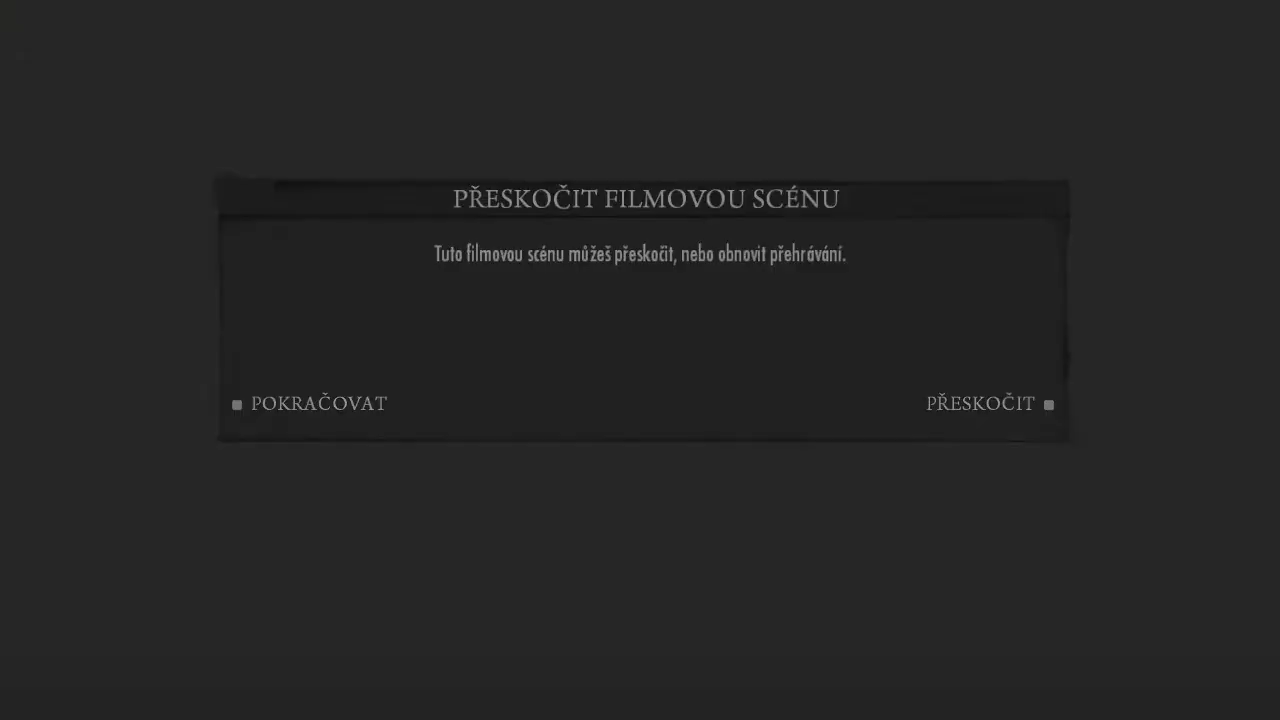 PŘESKOČIT FILMOVOU SCÉNU
Tuto filmovou scénu můžeš přeskočit, nebo obnovit přehrávání.
POKRAČOVAT
PŘESKOČIT